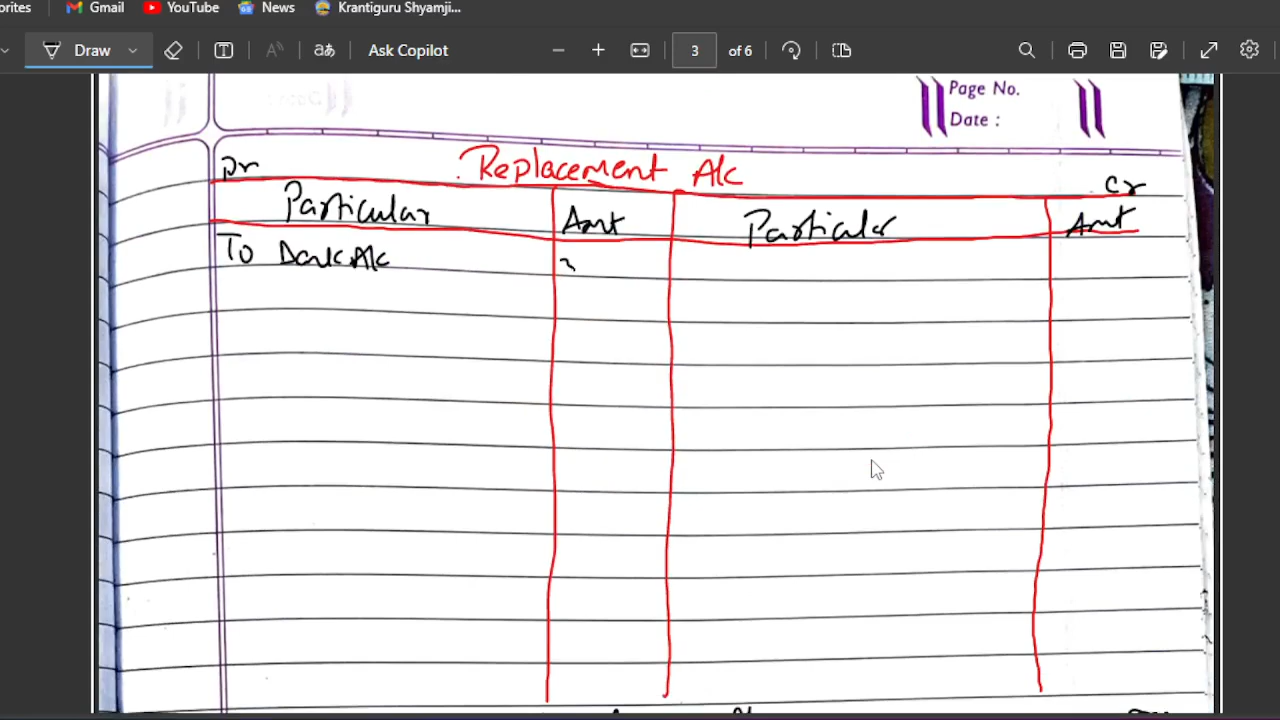 orites Gmail YouTube News Krantiguru Shyamji...
Draw Ask Copilot 3 of 6
Page No.
Date :
Dr Replacement A/c Cr
Particular Amt Particular Amt
To Bank A/c